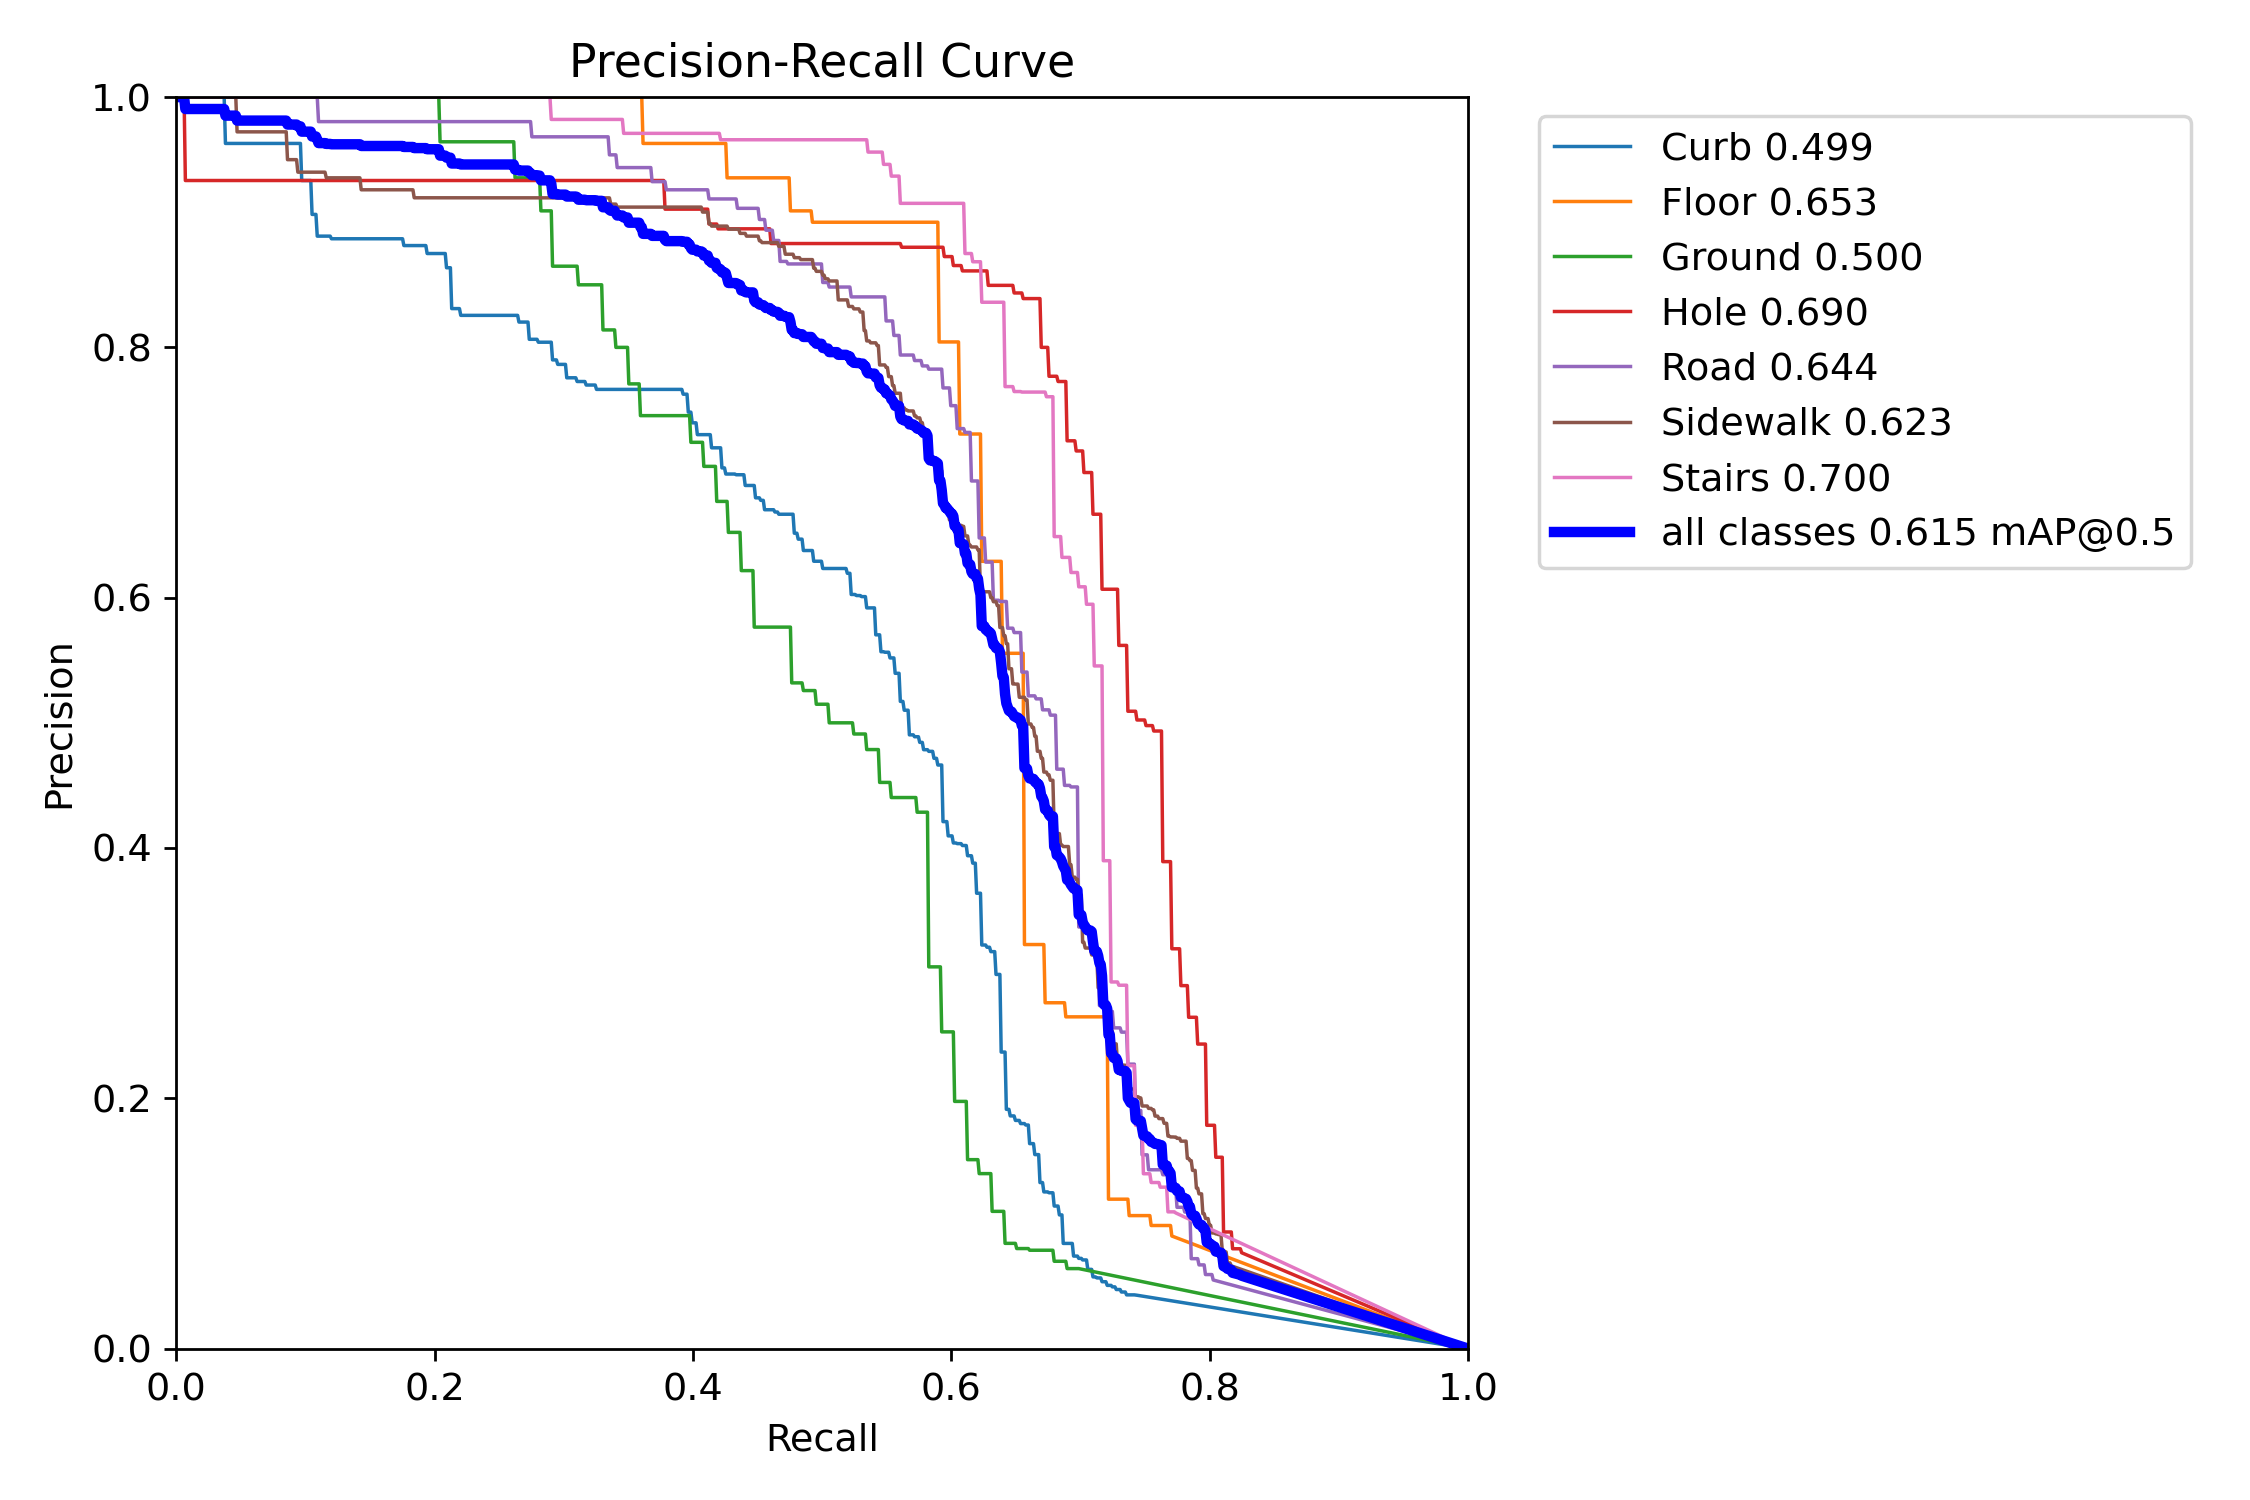 Precision-Recall Curve
1.0
0.8
0.6
0.4
0.2
0.0
Precision
0.0 0.2 0.4 0.6 0.8 1.0
Recall
Curb 0.499
Floor 0.653
Ground 0.500
Hole 0.690
Road 0.644
Sidewalk 0.623
Stairs 0.700
all classes 0.615 mAP@0.5